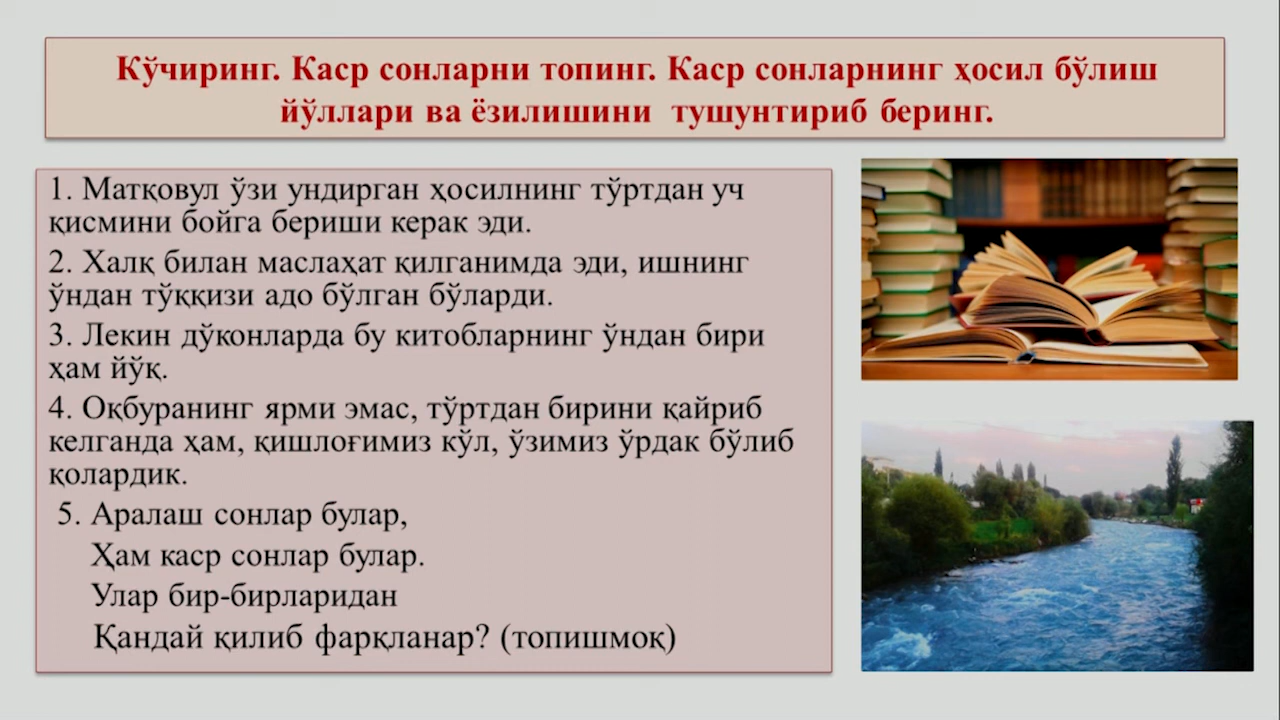 Кўчиринг. Каср сонларни топинг. Каср сонларнинг ҳосил бўлиш
йўллари ва ёзилишини тушунтириб беринг.
1. Матқовул ўзи ундирган ҳосилнинг тўртдан уч
қисмини бойга бериши керак эди.
2. Халқ билан маслаҳат қилганимда эди, ишнинг
ўндан тўққизи адо бўлган бўларди.
3. Лекин дўконларда бу китобларнинг ўндан бири
ҳам йўқ.
4. Оқбуранинг ярми эмас, тўртдан бирини қайриб
келганда ҳам, қишлоғимиз кўл, ўзимиз ўрдак бўлиб
қолардик.
5. Аралаш сонлар булар,
Ҳам каср сонлар булар.
Улар бир-бирларидан
Қандай қилиб фарқланар? (топишмоқ)